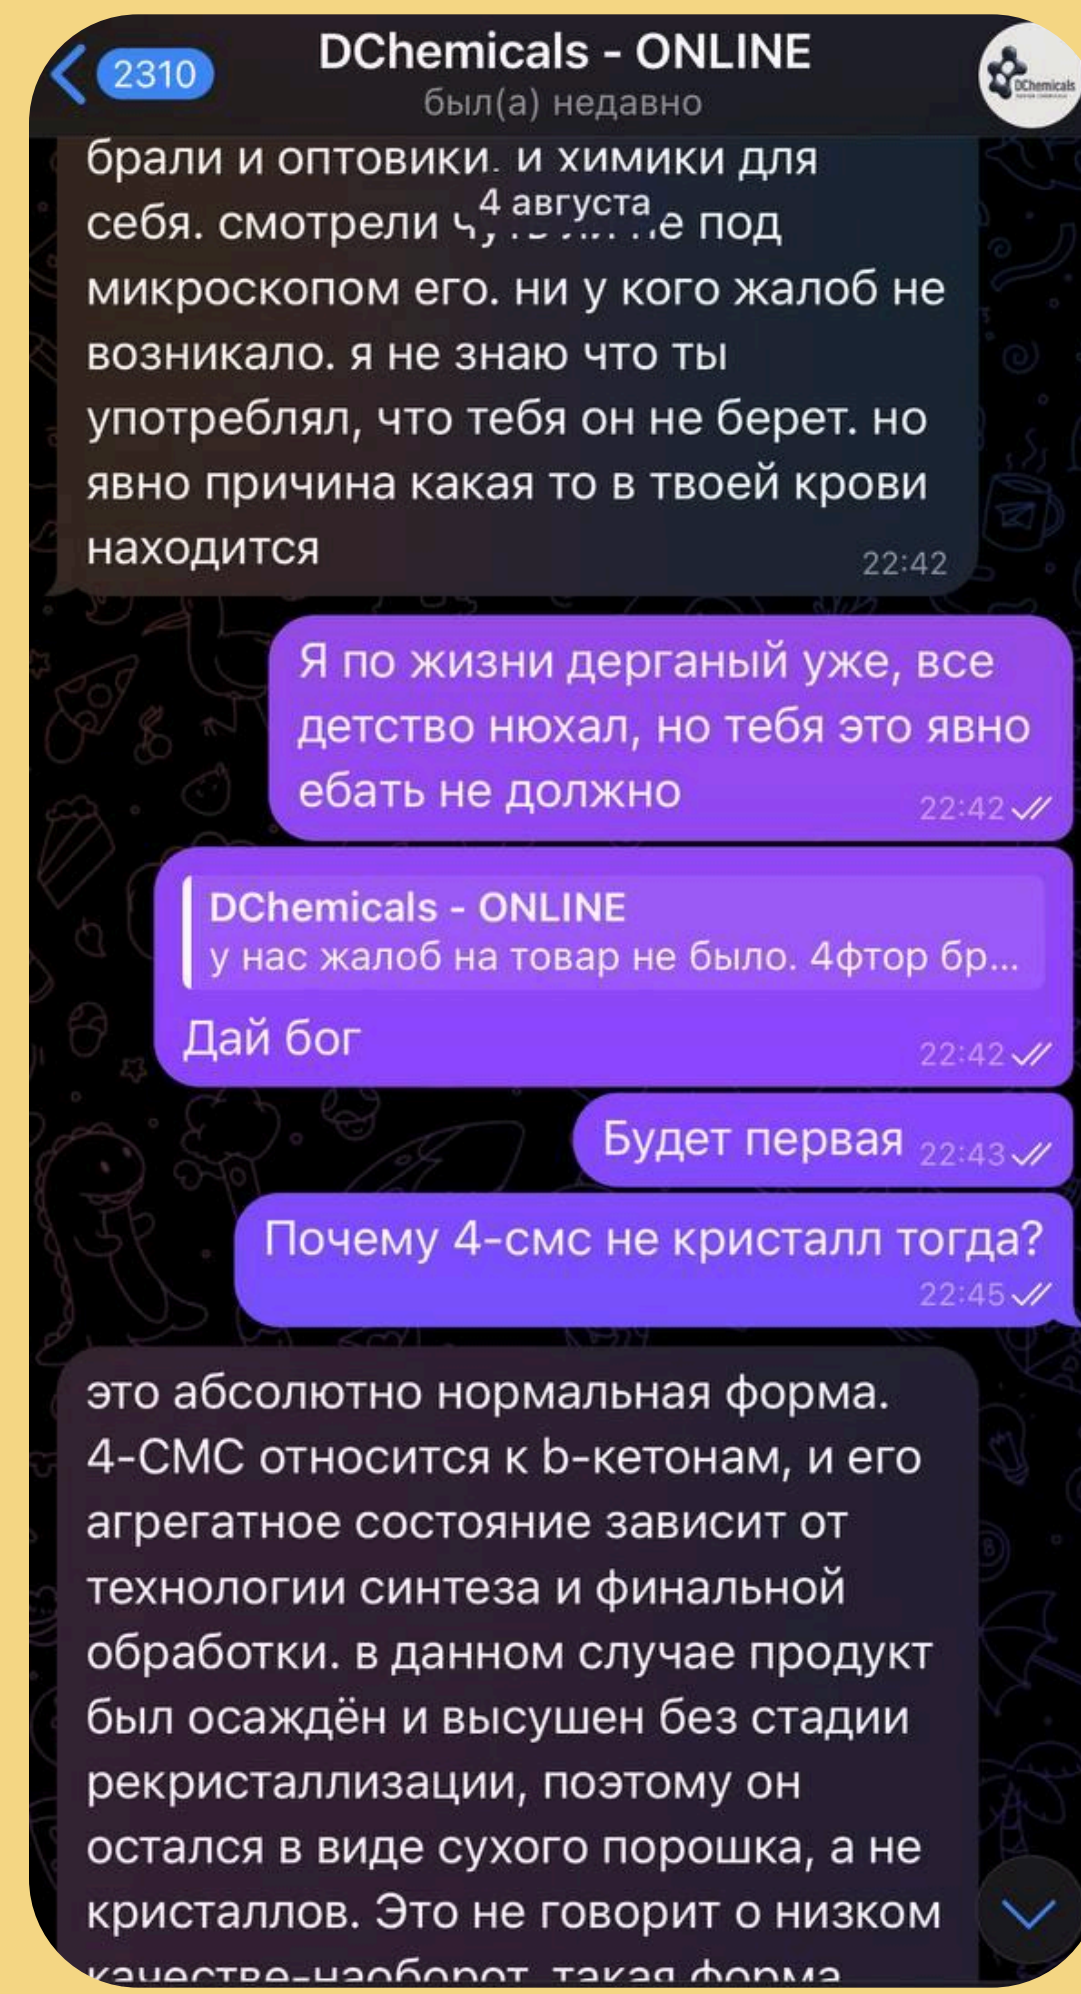 2310
DChemicals - ONLINE
был(а) недавно
DChemicals
брали и оптовики. и химики для
4 августа
себя. смотрели под
микроскопом его. ни у кого жалоб не
возникало. я не знаю что ты
употреблял, что тебя он не берет. но
явно причина какая то в твоей крови
находится
22:42
Я по жизни дерганый уже, все
детство нюхал, но тебя это явно
ебать не должно
22:42
DChemicals - ONLINE
у нас жалоб на товар не было. 4фтор бр...
Дай бог
22:42
Будет первая 22:43
Почему 4-смс не кристалл тогда?
22:45
это абсолютно нормальная форма.
4-СМС относится к b-кетонам, и его
агрегатное состояние зависит от
технологии синтеза и финальной
обработки. в данном случае продукт
был осаждён и высушен без стадии
рекристаллизации, поэтому он
остался в виде сухого порошка, а не
кристаллов. Это не говорит о низком
качестве-наоборот, такая форма